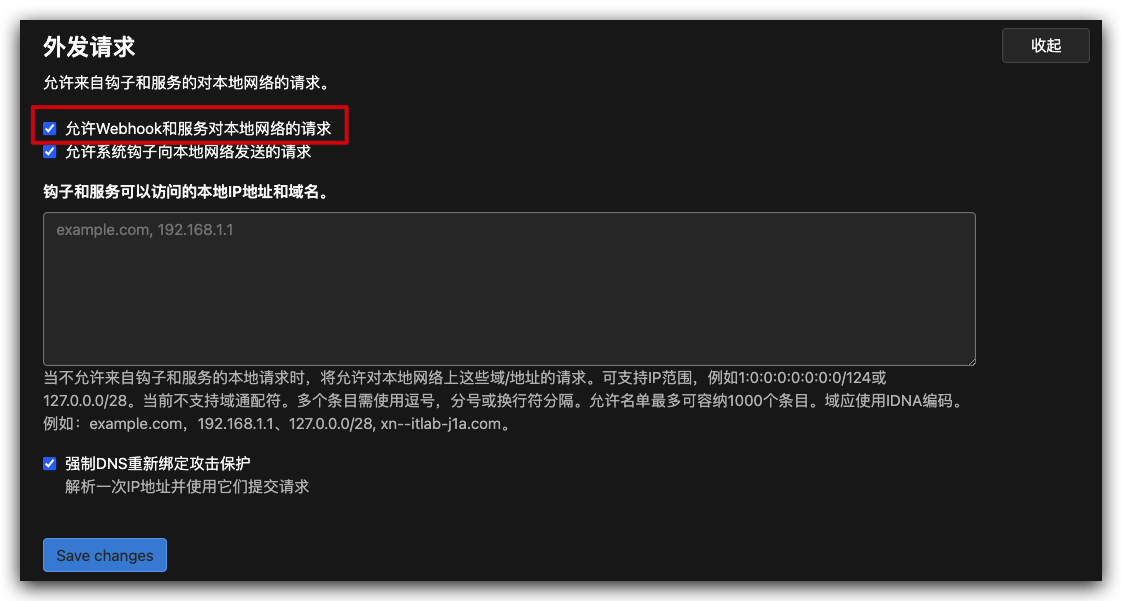 外发请求
收起
允许来自钩子和服务的对本地网络的请求。
允许Webhook和服务对本地网络的请求
允许系统钩子向本地网络发送的请求
钩子和服务可以访问的本地IP地址和域名。
example.com, 192.168.1.1
当不允许来自钩子和服务的本地请求时，将允许对本地网络上这些域/地址的请求。可支持IP范围，例如1:0:0:0:0:0:0:0/124或
127.0.0.0/28。当前不支持域通配符。多个条目需使用逗号，分号或换行符分隔。允许名单最多可容纳1000个条目。域应使用IDNA编码。
例如：example.com，192.168.1.1、127.0.0.0/28, xn--itlab-j1a.com。
强制DNS重新绑定攻击保护
解析一次IP地址并使用它们提交请求
Save changes